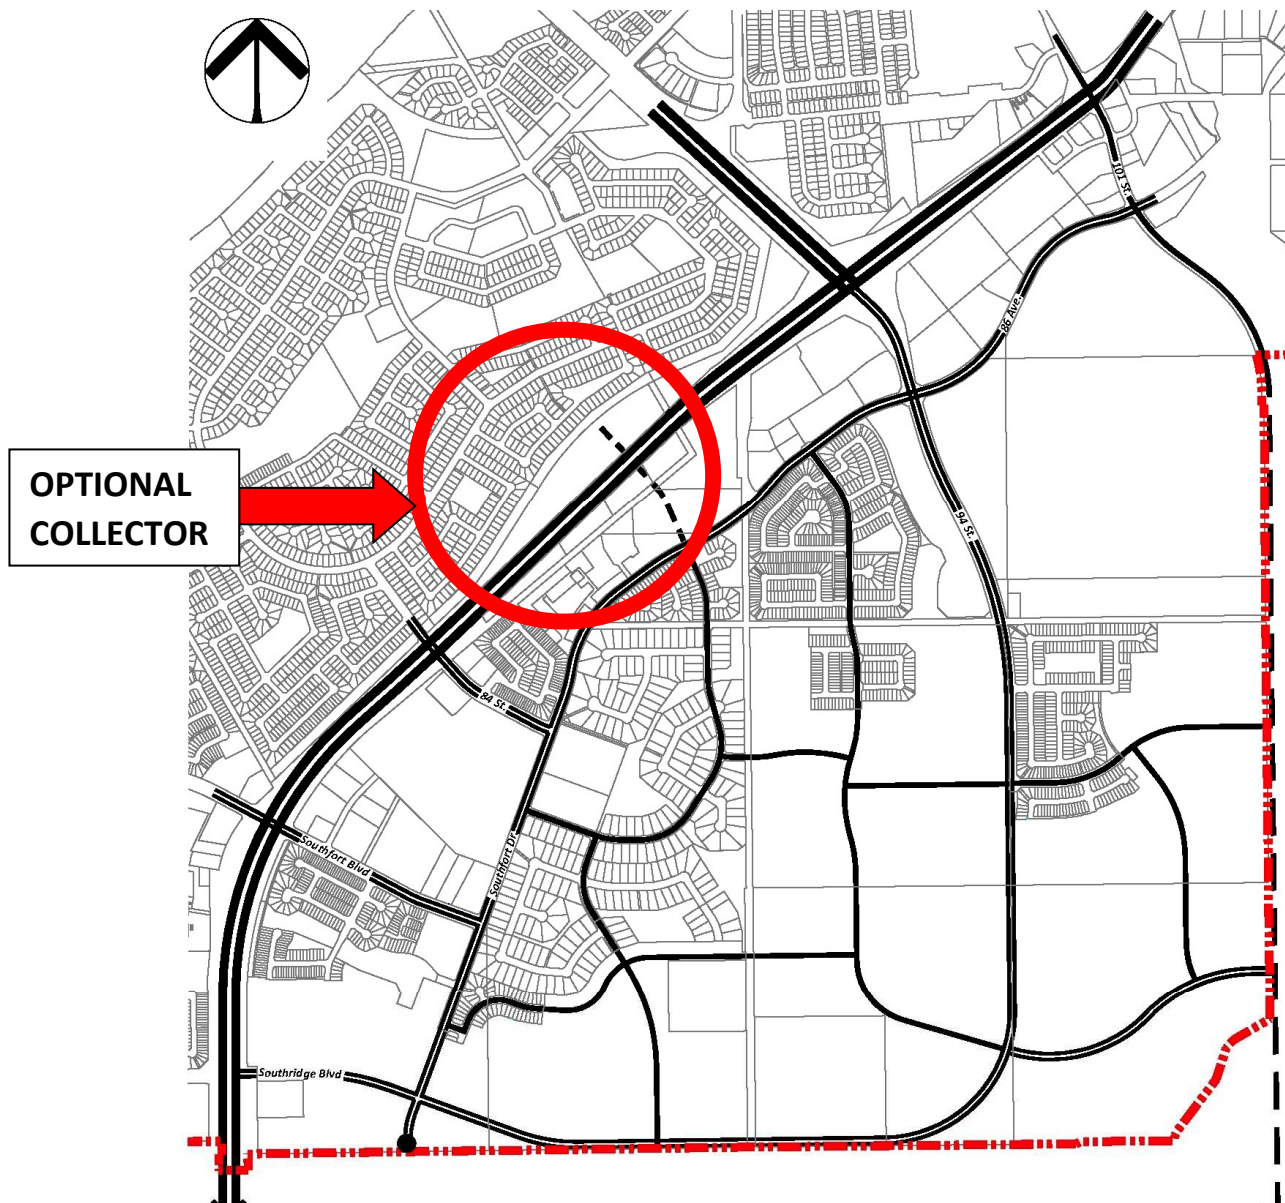 101 St.
86 Ave.
OPTIONAL
COLLECTOR
94 St.
84 St.
Southfort Blvd
Southfort Dr
Southridge Blvd